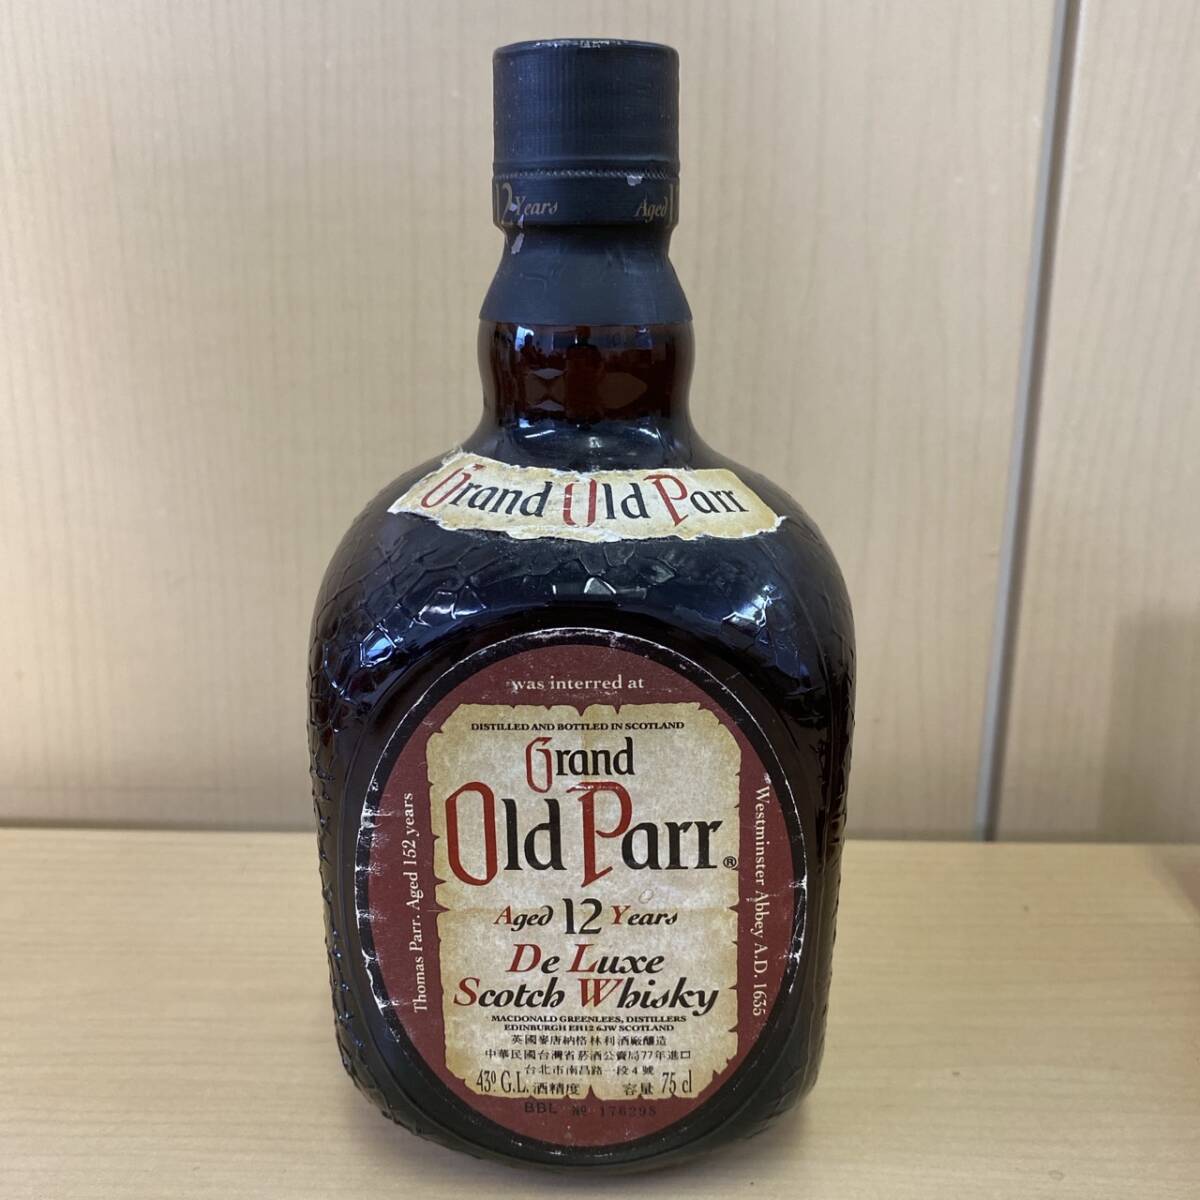 12 Years Aged 1
Grand Old Parr
was interred at
Thomas Parr. Aged 152 years
Westminster Abbey A.D. 1635
DISTILLED AND BOTTLED IN SCOTLAND
Grand
Old Parr®
Aged 12 Years
De Luxe
Scotch Whisky
MACDONALD GREENLEES, DISTILLERS
EDINBURGH EH12 6JW SCOTLAND
英國麥唐納格林利酒廠釀造
中華民國台灣省菸酒公賣局77年進口
台北市南昌路一段4號
43º G.L. 酒精度 容量 75 cl
BBL Nº 176298